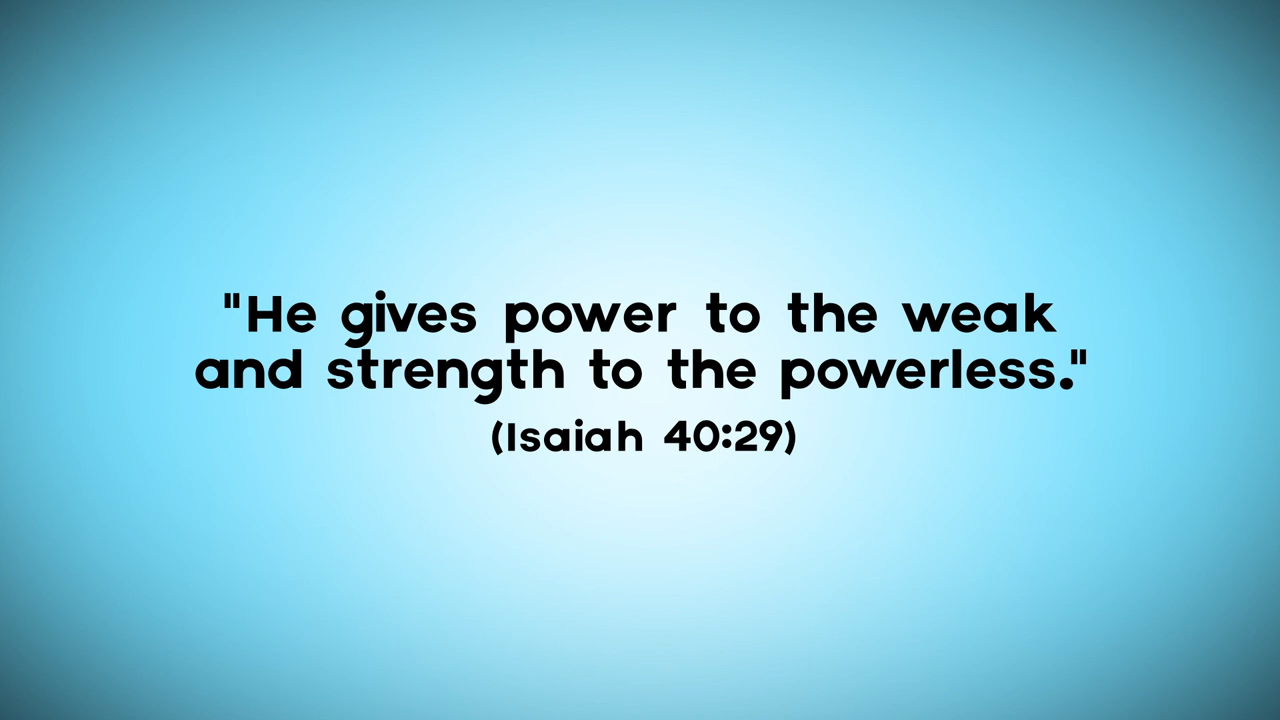 "He gives power to the weak
and strength to the powerless."
(Isaiah 40:29)